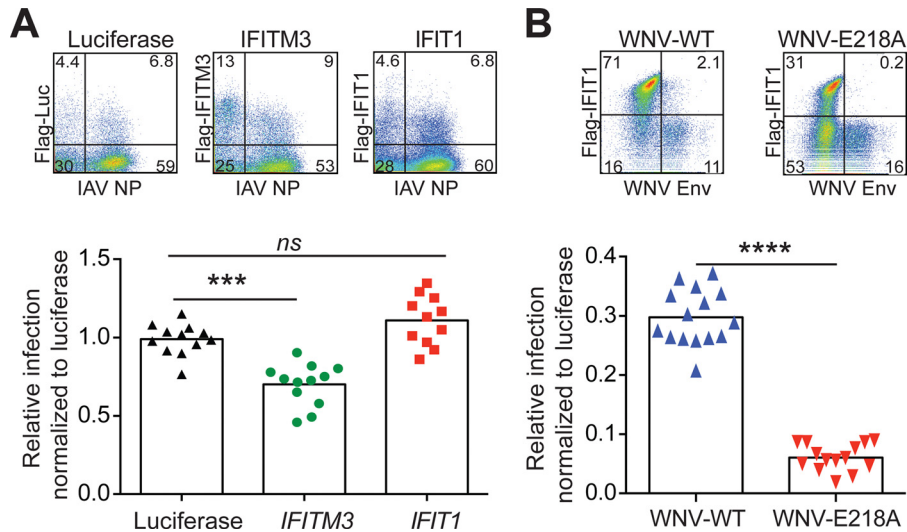 A
Luciferase
IFITM3
IFIT1
4.4
6.8
13
9
4.6
6.8
Flag-Luc
Flag-IFITM3
Flag-IFIT1
30
59
25
53
28
60
IAV NP
IAV NP
IAV NP
B
WNV-WT
WNV-E218A
71
2.1
31
0.2
Flag-IFIT1
Flag-IFIT1
16
11
53
16
WNV Env
WNV Env
Relative infection
normalized to luciferase
1.5
1.0
0.5
0.0
ns
***
Luciferase
IFITM3
IFIT1
Relative infection
normalized to luciferase
0.4
0.3
0.2
0.1
0.0
****
WNV-WT
WNV-E218A